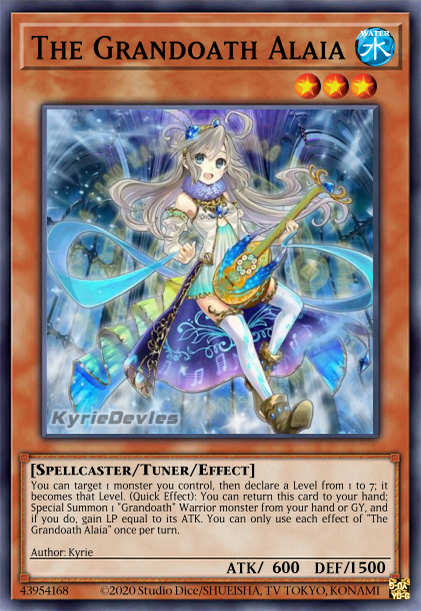 The Grandoath Alaia
WATER
水
KyrieDevles
[Spellcaster/Tuner/Effect]
You can target 1 monster you control, then declare a Level from 1 to 7; it
becomes that Level. (Quick Effect): You can return this card to your hand;
Special Summon 1 "Grandoath" Warrior monster from your hand or GY, and
if you do, gain LP equal to its ATK. You can only use each effect of "The
Grandoath Alaia" once per turn.
Author: Kyrie
ATK/ 600 DEF/1500
43954168 ©2020 Studio Dice/SHUEISHA, TV TOKYO, KONAMI